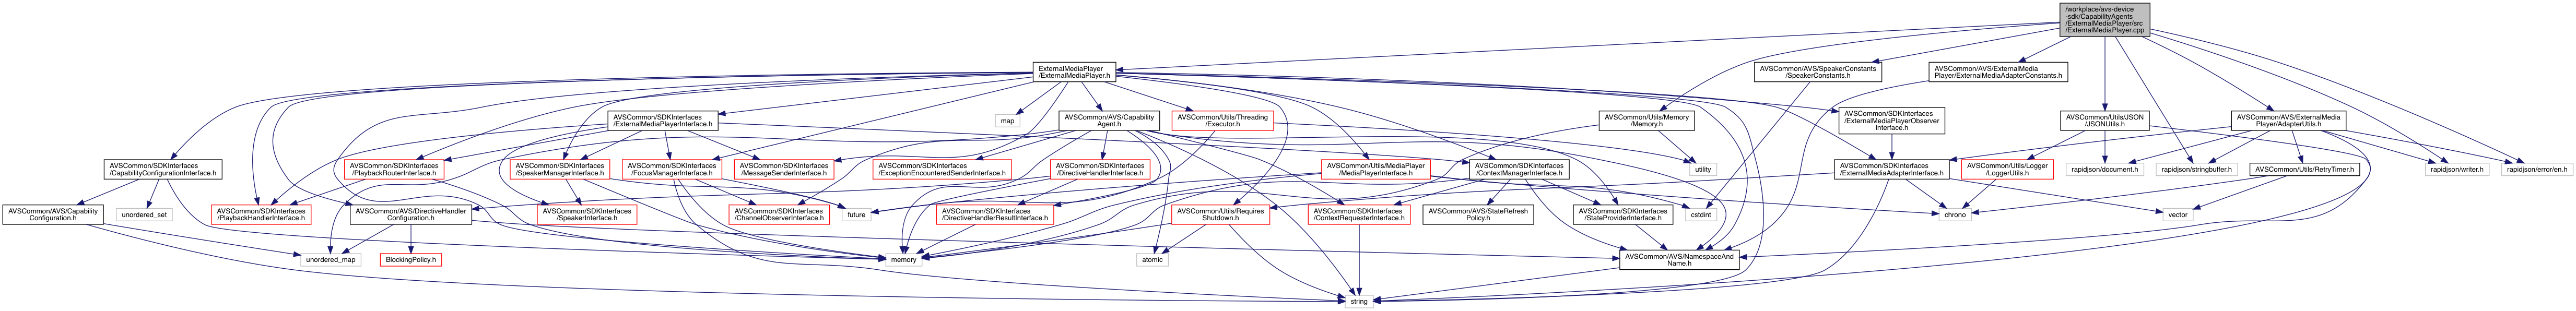 /workplace/avs-device
-sdk/CapabilityAgents
/ExternalMediaPlayer/src
/ExternalMediaPlayer.cpp
ExternalMediaPlayer
/ExternalMediaPlayer.h
AVSCommon/AVS/SpeakerConstants
/SpeakerConstants.h
AVSCommon/AVS/ExternalMedia
Player/ExternalMediaAdapterConstants.h
AVSCommon/SDKInterfaces
/ExternalMediaPlayerInterface.h
map
AVSCommon/AVS/Capability
Agent.h
AVSCommon/Utils/Threading
/Executor.h
AVSCommon/Utils/Memory
/Memory.h
AVSCommon/SDKInterfaces
/ExternalMediaPlayerObserver
Interface.h
AVSCommon/Utils/JSON
/JSONUtils.h
AVSCommon/AVS/ExternalMedia
Player/AdapterUtils.h
AVSCommon/SDKInterfaces
/CapabilityConfigurationInterface.h
AVSCommon/SDKInterfaces
/PlaybackRouterInterface.h
AVSCommon/SDKInterfaces
/SpeakerManagerInterface.h
AVSCommon/SDKInterfaces
/FocusManagerInterface.h
AVSCommon/SDKInterfaces
/MessageSenderInterface.h
AVSCommon/SDKInterfaces
/ExceptionEncounteredSenderInterface.h
AVSCommon/SDKInterfaces
/DirectiveHandlerInterface.h
AVSCommon/Utils/MediaPlayer
/MediaPlayerInterface.h
AVSCommon/SDKInterfaces
/ContextManagerInterface.h
utility
AVSCommon/SDKInterfaces
/ExternalMediaAdapterInterface.h
AVSCommon/Utils/Logger
/LoggerUtils.h
rapidjson/document.h
rapidjson/stringbuffer.h
AVSCommon/Utils/RetryTimer.h
rapidjson/writer.h
rapidjson/error/en.h
AVSCommon/AVS/Capability
Configuration.h
unordered_set
AVSCommon/SDKInterfaces
/PlaybackHandlerInterface.h
AVSCommon/AVS/DirectiveHandler
Configuration.h
AVSCommon/SDKInterfaces
/SpeakerInterface.h
AVSCommon/SDKInterfaces
/ChannelObserverInterface.h
future
AVSCommon/SDKInterfaces
/DirectiveHandlerResultInterface.h
AVSCommon/Utils/Requires
Shutdown.h
AVSCommon/SDKInterfaces
/ContextRequesterInterface.h
AVSCommon/AVS/StateRefresh
Policy.h
AVSCommon/SDKInterfaces
/StateProviderInterface.h
cstdint
chrono
vector
unordered_map
BlockingPolicy.h
memory
atomic
AVSCommon/AVS/NamespaceAnd
Name.h
string